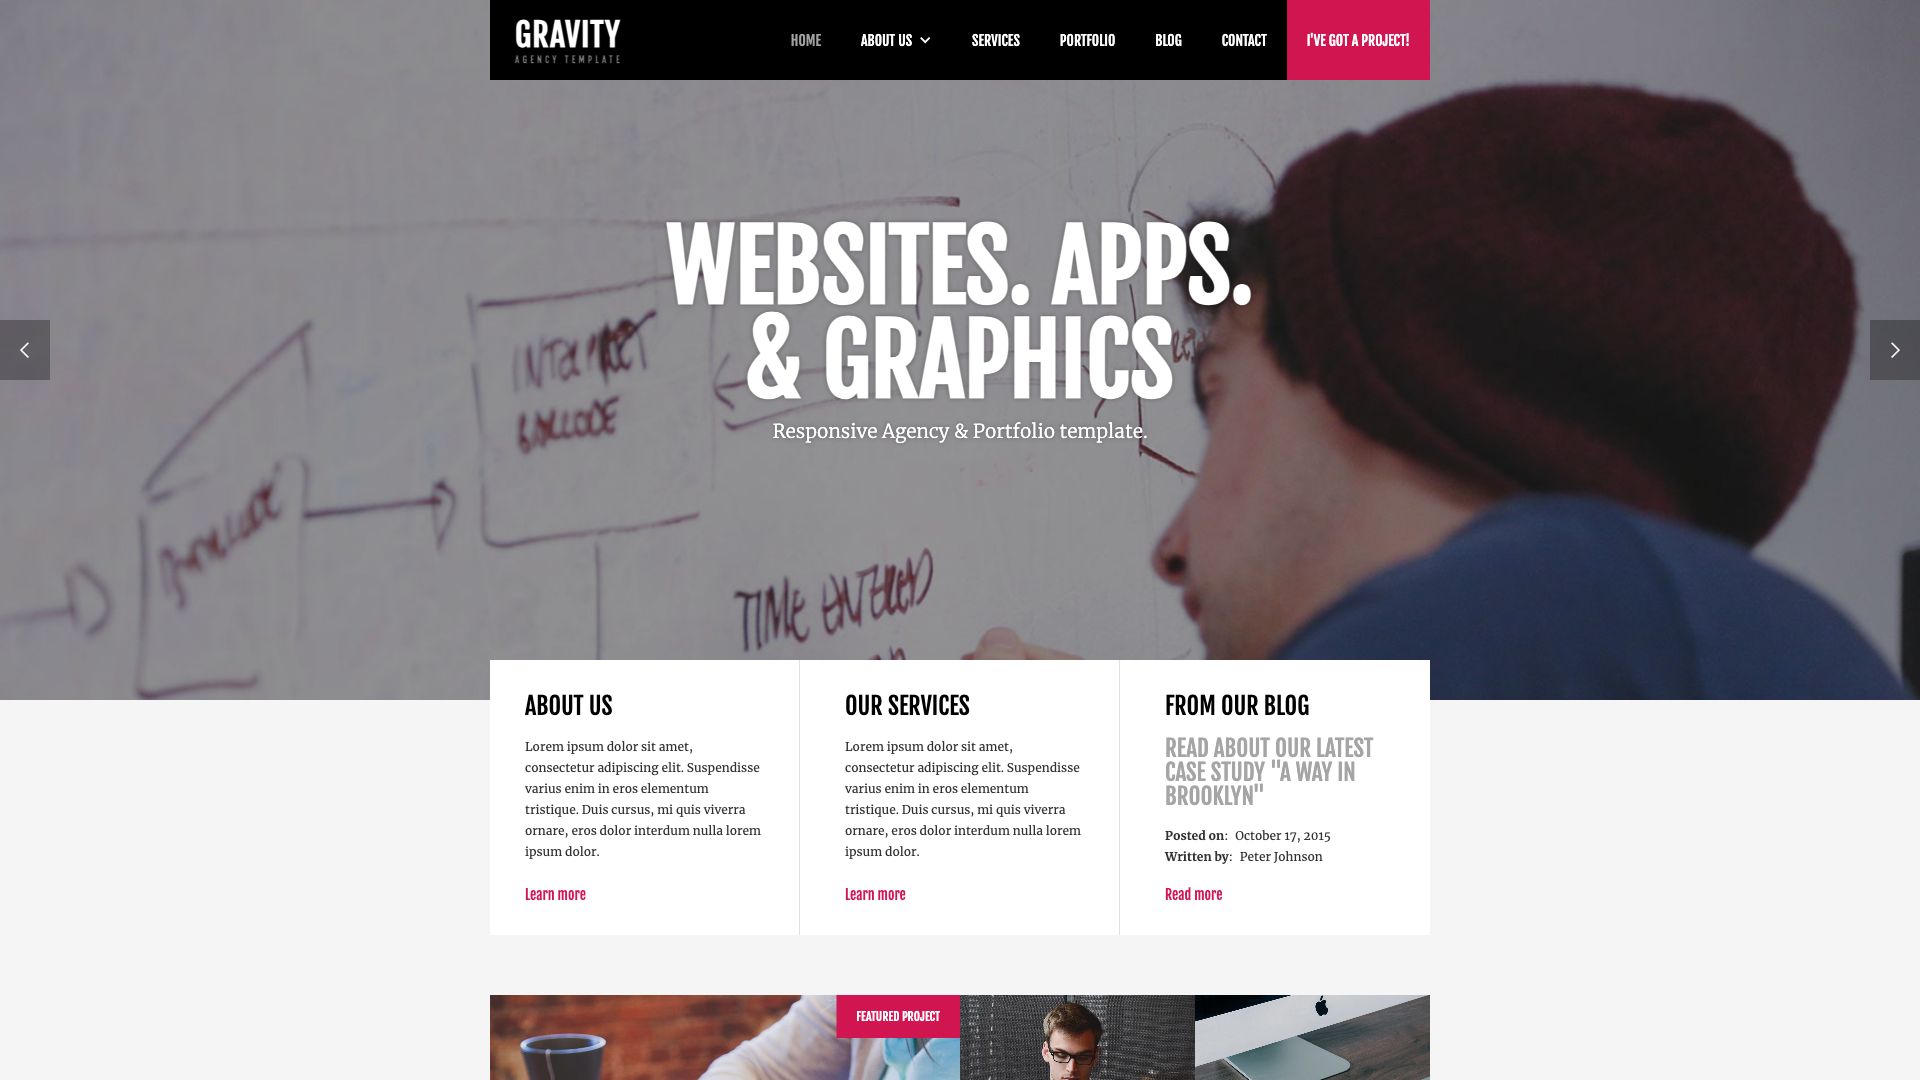 GRAVITY
AGENCY TEMPLATE
HOME
ABOUT US
SERVICES
PORTFOLIO
BLOG
CONTACT
I'VE GOT A PROJECT!
WEBSITES. APPS.
& GRAPHICS
Responsive Agency & Portfolio template.
BARCODE
TIME ENTERED
ABOUT US
Lorem ipsum dolor sit amet,
consectetur adipiscing elit. Suspendisse
varius enim in eros elementum
tristique. Duis cursus, mi quis viverra
ornare, eros dolor interdum nulla lorem
ipsum dolor.
Learn more
OUR SERVICES
Lorem ipsum dolor sit amet,
consectetur adipiscing elit. Suspendisse
varius enim in eros elementum
tristique. Duis cursus, mi quis viverra
ornare, eros dolor interdum nulla lorem
ipsum dolor.
Learn more
FROM OUR BLOG
READ ABOUT OUR LATEST
CASE STUDY "A WAY IN
BROOKLYN"
Posted on: October 17, 2015
Written by: Peter Johnson
Read more
FEATURED PROJECT